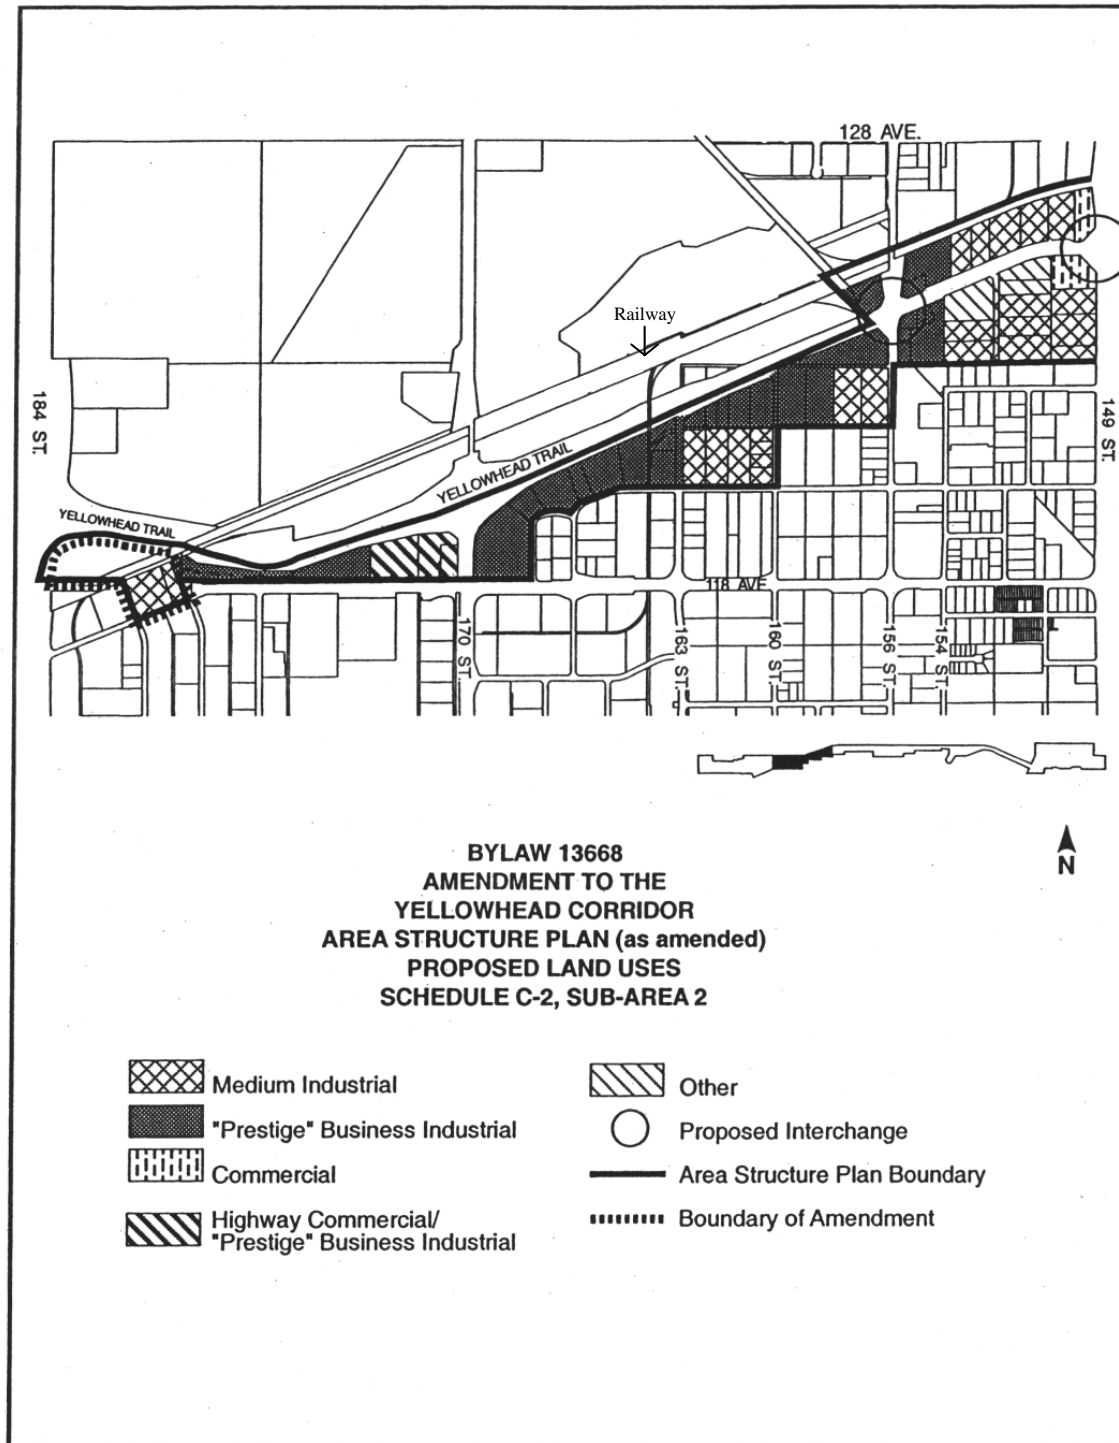 128 AVE.
Railway
184 ST.
149 ST.
YELLOWHEAD TRAIL
YELLOWHEAD TRAIL
118 AVE
170 ST.
163 ST.
160 ST.
156 ST.
154 ST.
N
BYLAW 13668
AMENDMENT TO THE
YELLOWHEAD CORRIDOR
AREA STRUCTURE PLAN (as amended)
PROPOSED LAND USES
SCHEDULE C-2, SUB-AREA 2
Medium Industrial
"Prestige" Business Industrial
Commercial
Highway Commercial/
"Prestige" Business Industrial
Other
Proposed Interchange
Area Structure Plan Boundary
Boundary of Amendment